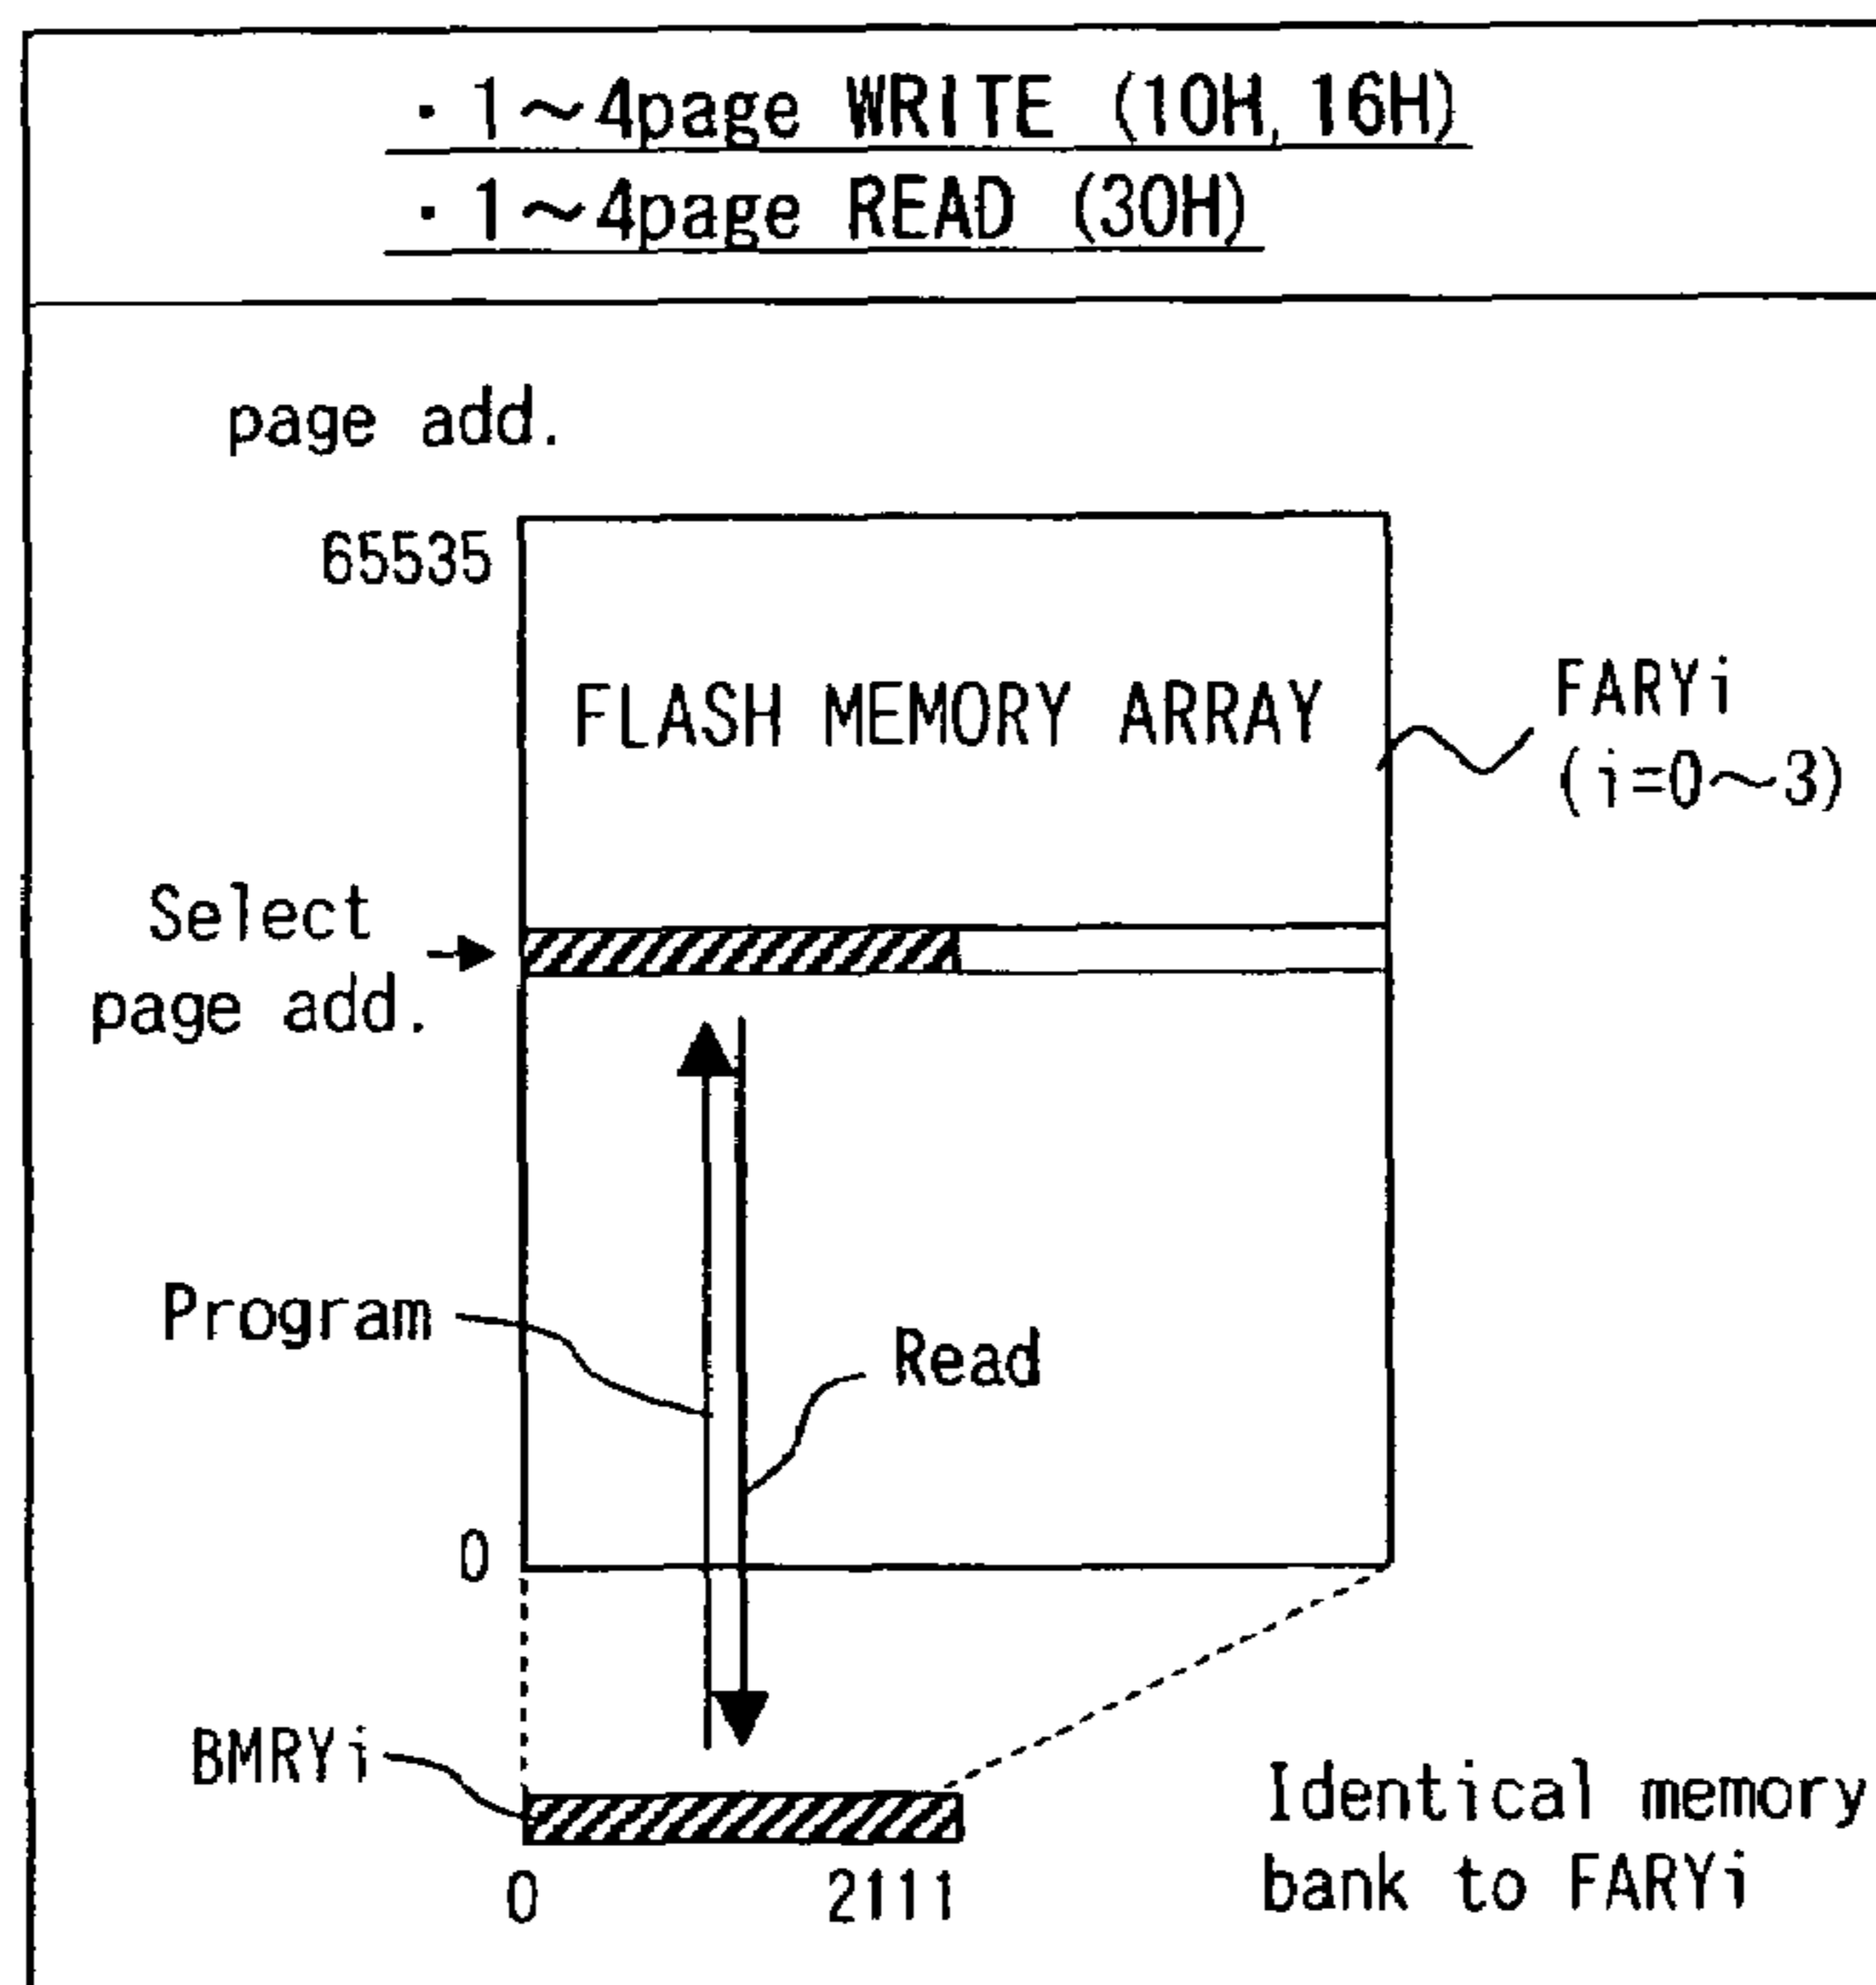 · 1～4page WRITE (10H, 16H)
· 1～4page READ (30H)
page add.
65535
FLASH MEMORY ARRAY
FARYi
(i=0～3)
Select
page add.
Program
Read
0
BMRYi
0
2111
Identical memory
bank to FARYi